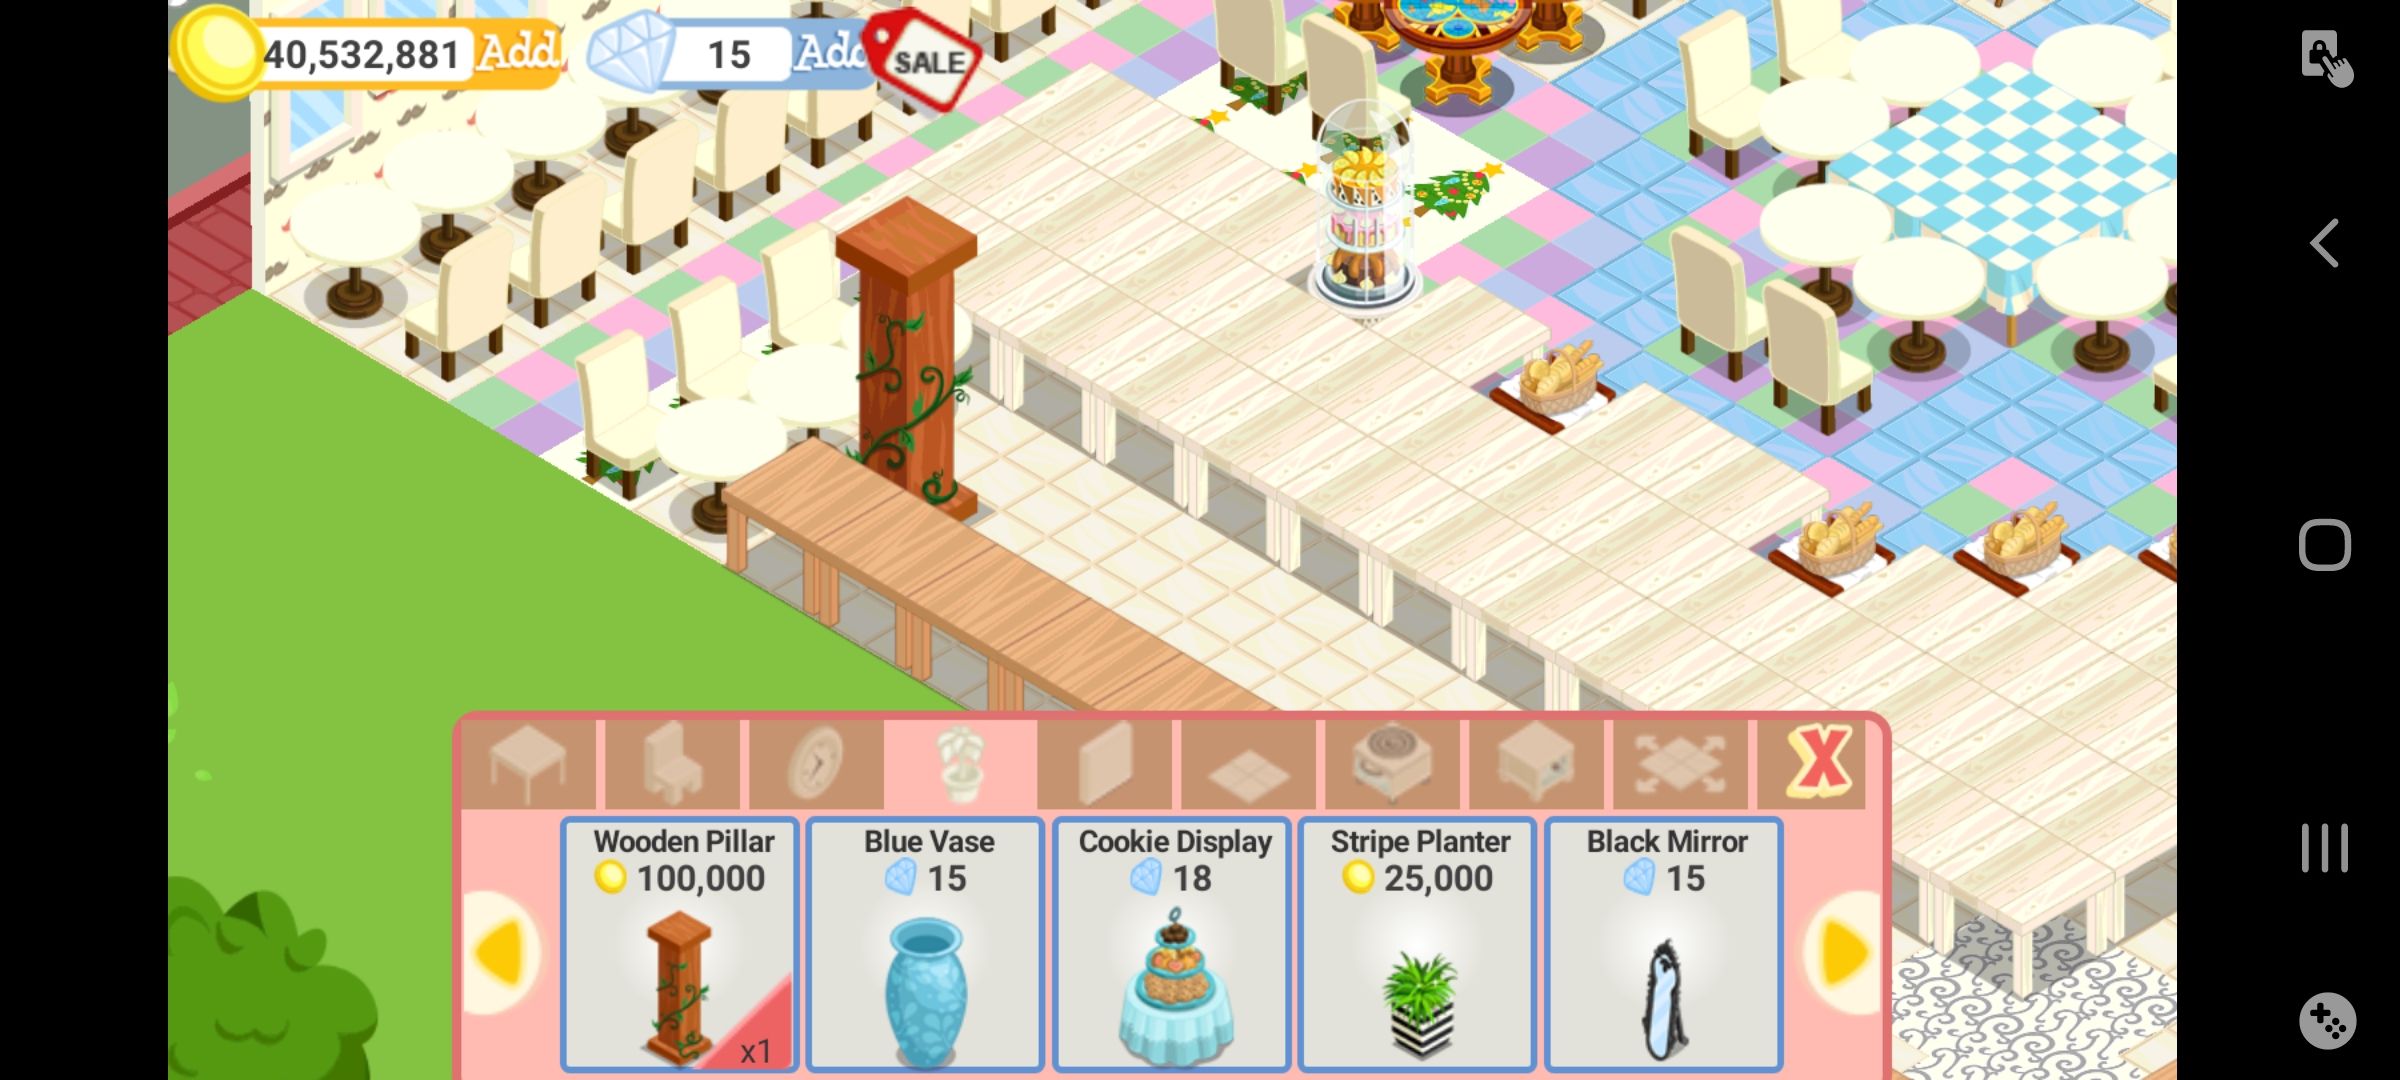 40,532,881 Add 15 Add SALE
Wooden Pillar
100,000
x1
Blue Vase
15
Cookie Display
18
Stripe Planter
25,000
Black Mirror
15